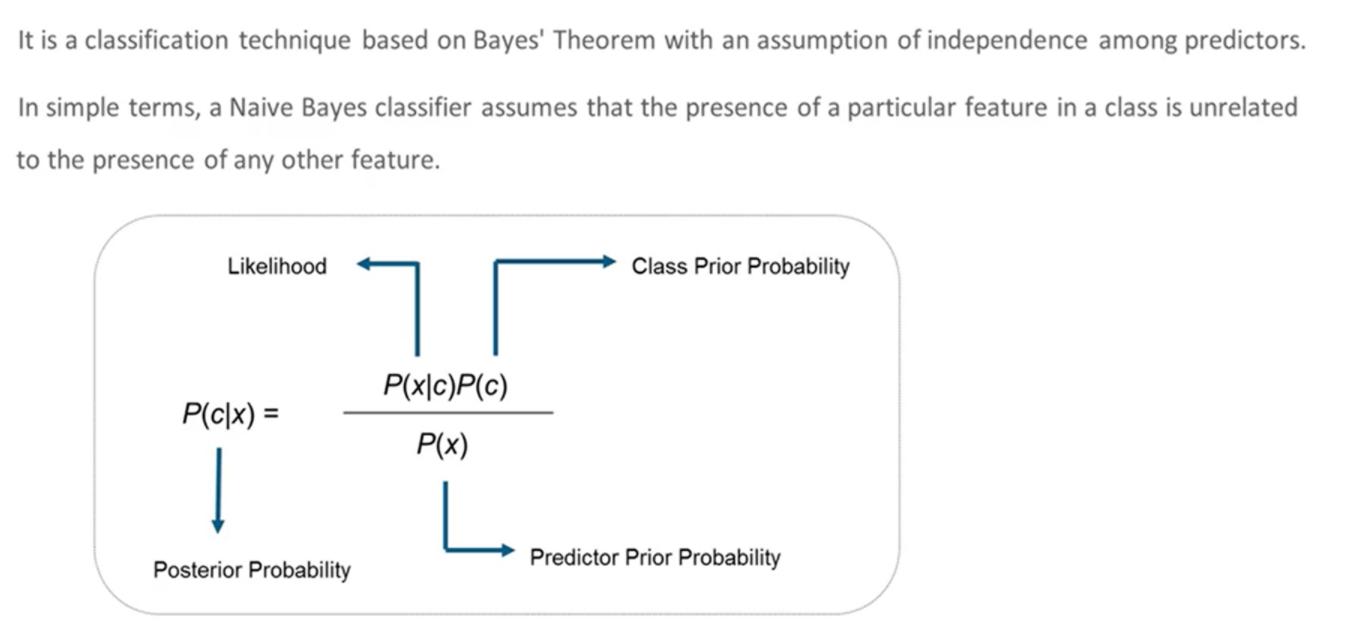 It is a classification technique based on Bayes' Theorem with an assumption of independence among predictors.
In simple terms, a Naive Bayes classifier assumes that the presence of a particular feature in a class is unrelated
to the presence of any other feature.
Likelihood
Class Prior Probability
P(c|x) =
P(x|c)P(c)
P(x)
Posterior Probability
Predictor Prior Probability